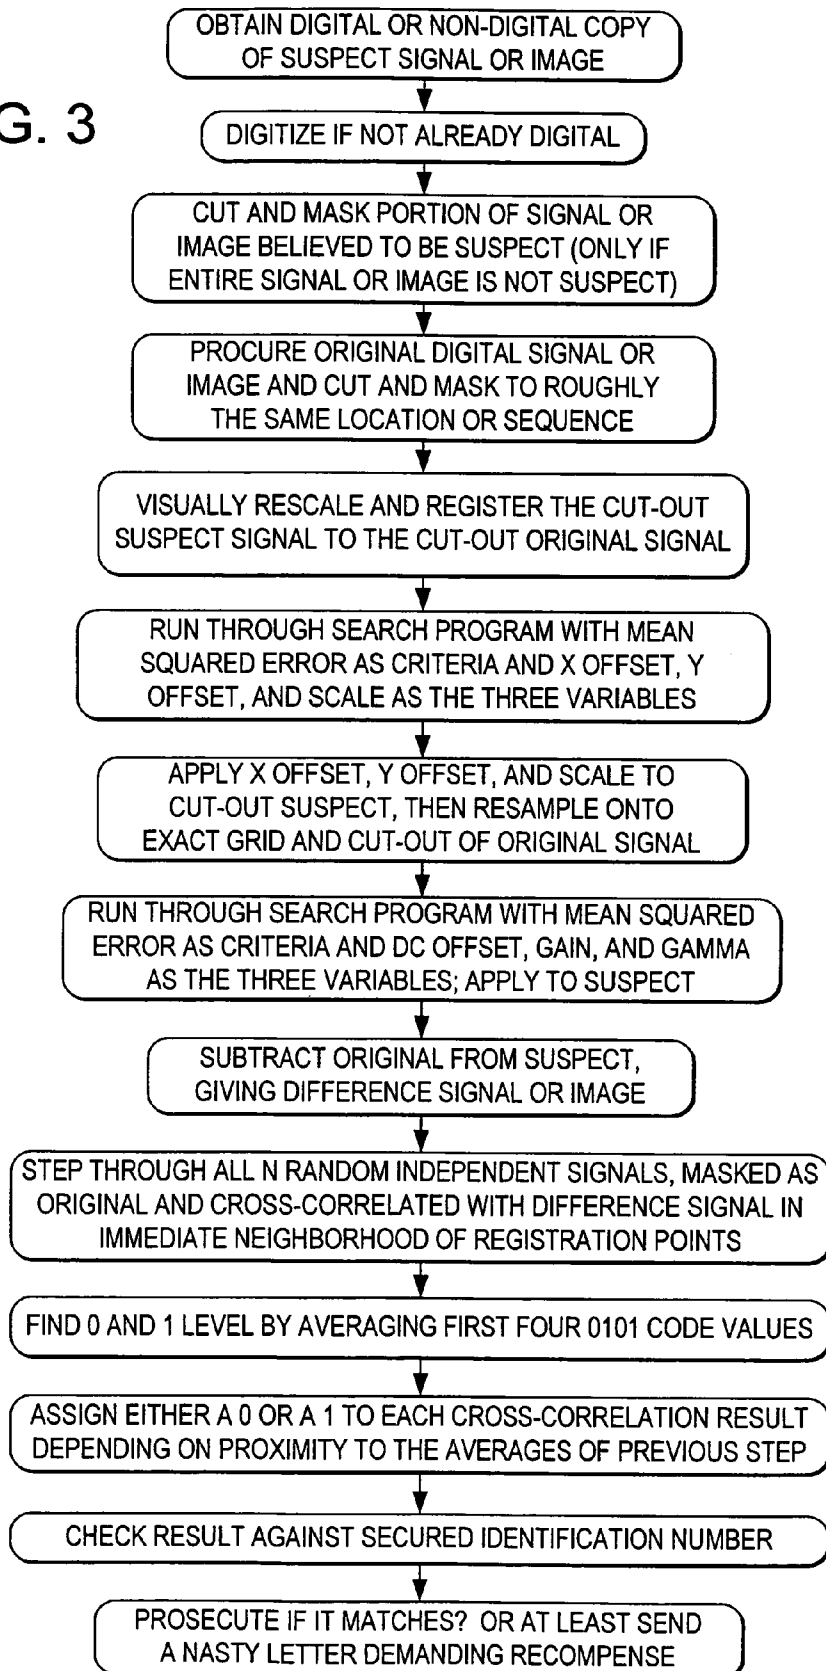 OBTAIN DIGITAL OR NON-DIGITAL COPY
OF SUSPECT SIGNAL OR IMAGE
G. 3
DIGITIZE IF NOT ALREADY DIGITAL
CUT AND MASK PORTION OF SIGNAL OR
IMAGE BELIEVED TO BE SUSPECT (ONLY IF
ENTIRE SIGNAL OR IMAGE IS NOT SUSPECT)
PROCURE ORIGINAL DIGITAL SIGNAL OR
IMAGE AND CUT AND MASK TO ROUGHLY
THE SAME LOCATION OR SEQUENCE
VISUALLY RESCALE AND REGISTER THE CUT-OUT
SUSPECT SIGNAL TO THE CUT-OUT ORIGINAL SIGNAL
RUN THROUGH SEARCH PROGRAM WITH MEAN
SQUARED ERROR AS CRITERIA AND X OFFSET, Y
OFFSET, AND SCALE AS THE THREE VARIABLES
APPLY X OFFSET, Y OFFSET, AND SCALE TO
CUT-OUT SUSPECT, THEN RESAMPLE ONTO
EXACT GRID AND CUT-OUT OF ORIGINAL SIGNAL
RUN THROUGH SEARCH PROGRAM WITH MEAN SQUARED
ERROR AS CRITERIA AND DC OFFSET, GAIN, AND GAMMA
AS THE THREE VARIABLES; APPLY TO SUSPECT
SUBTRACT ORIGINAL FROM SUSPECT,
GIVING DIFFERENCE SIGNAL OR IMAGE
STEP THROUGH ALL N RANDOM INDEPENDENT SIGNALS, MASKED AS
ORIGINAL AND CROSS-CORRELATED WITH DIFFERENCE SIGNAL IN
IMMEDIATE NEIGHBORHOOD OF REGISTRATION POINTS
FIND 0 AND 1 LEVEL BY AVERAGING FIRST FOUR 0101 CODE VALUES
ASSIGN EITHER A 0 OR A 1 TO EACH CROSS-CORRELATION RESULT
DEPENDING ON PROXIMITY TO THE AVERAGES OF PREVIOUS STEP
CHECK RESULT AGAINST SECURED IDENTIFICATION NUMBER
PROSECUTE IF IT MATCHES? OR AT LEAST SEND
A NASTY LETTER DEMANDING RECOMPENSE